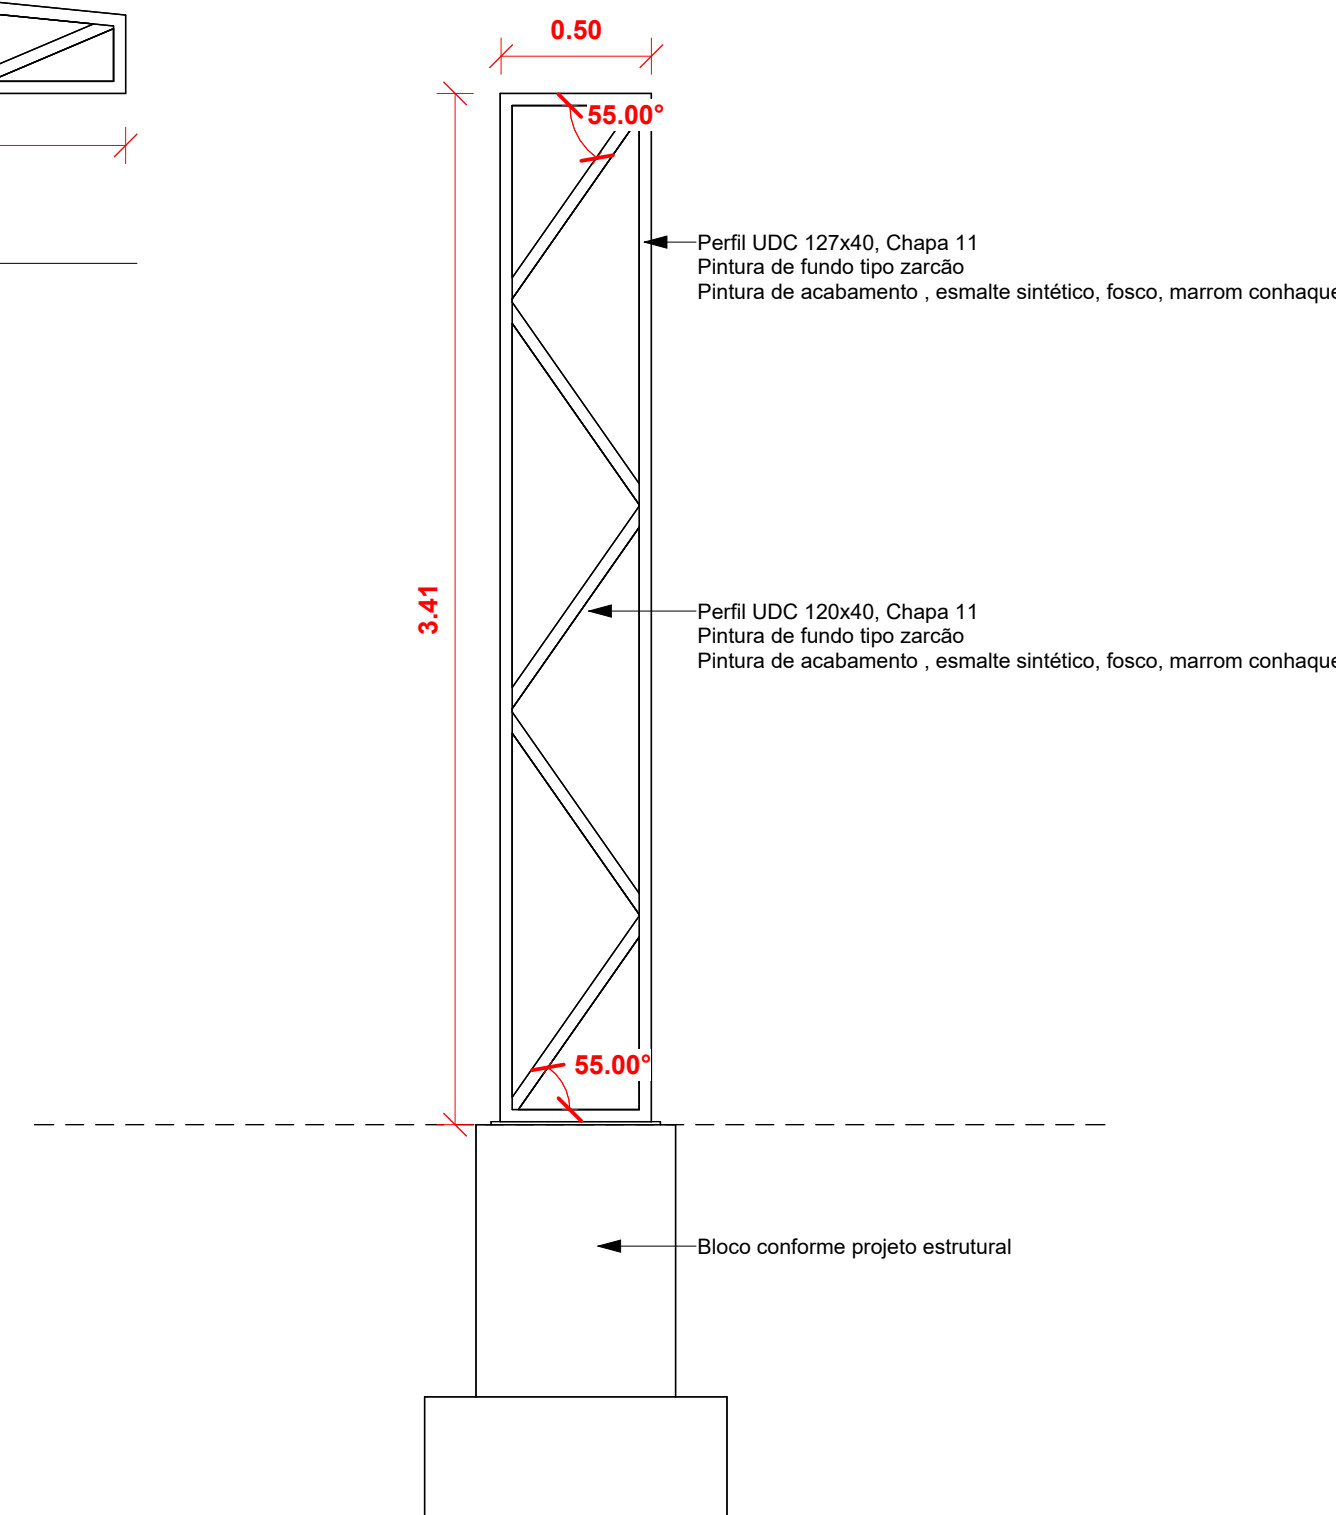 0.50
55.00°
Perfil UDC 127x40, Chapa 11
Pintura de fundo tipo zarcão
Pintura de acabamento , esmalte sintético, fosco, marrom conhaque
3.41
Perfil UDC 120x40, Chapa 11
Pintura de fundo tipo zarcão
Pintura de acabamento , esmalte sintético, fosco, marrom conhaque
55.00°
Bloco conforme projeto estrutural